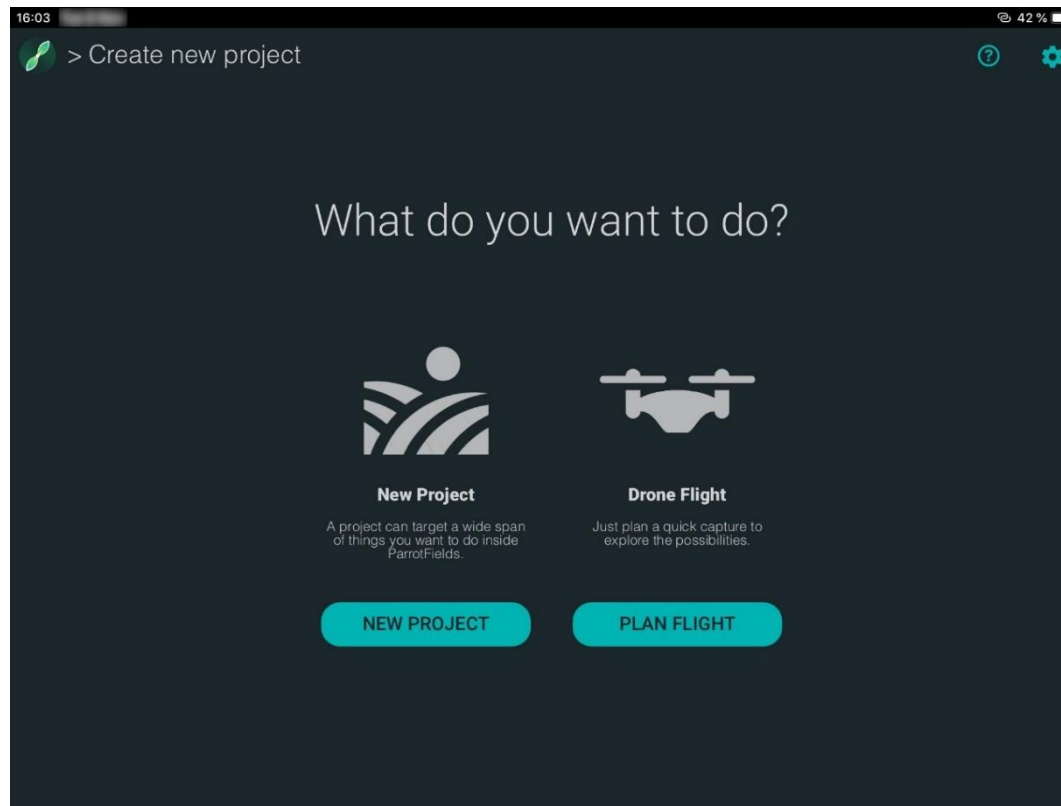 16:03
42 %
> Create new project
What do you want to do?
New Project
A project can target a wide span
of things you want to do inside
ParrotFields.
NEW PROJECT
Drone Flight
Just plan a quick capture to
explore the possibilities.
PLAN FLIGHT